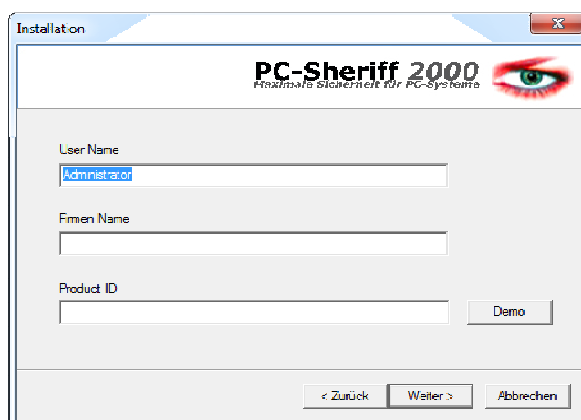 Installation
PC-Sheriff 2000
Maximale Sicherheit für PC-Systeme
User Name
Administrator
Firmen Name
Product ID
Demo
< Zurück
Weiter >
Abbrechen